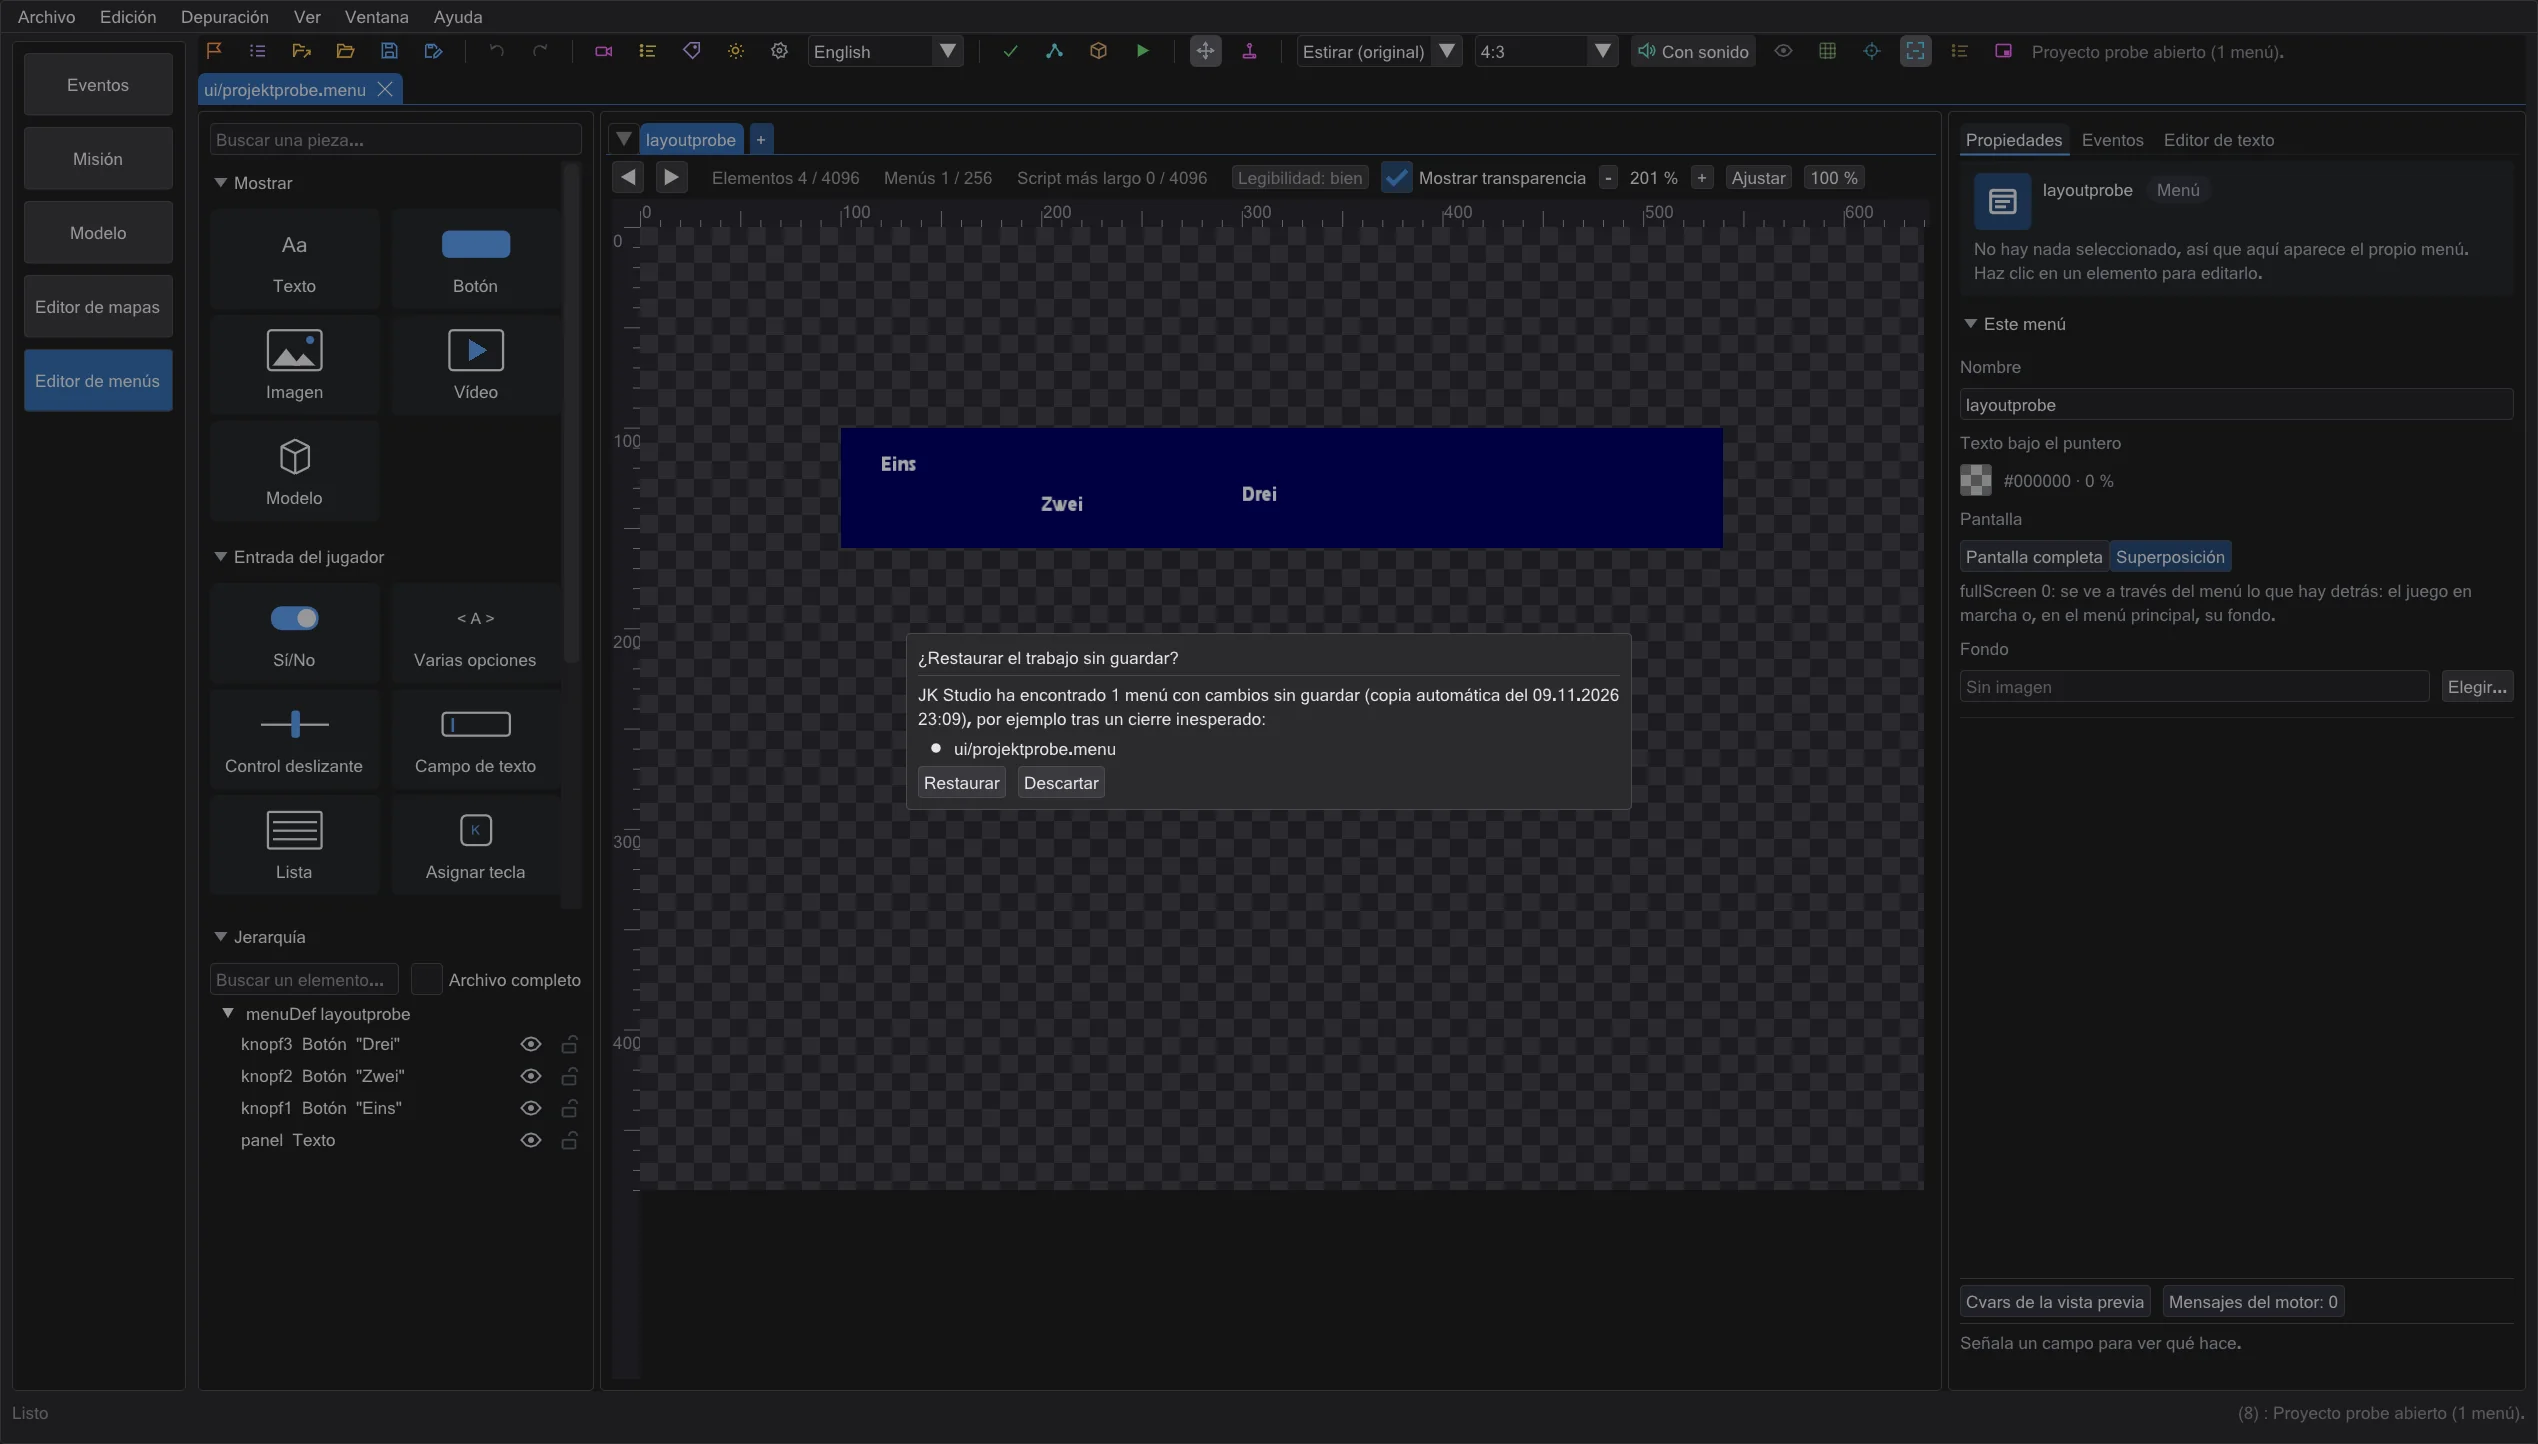 Archivo Edición Depuración Ver Ventana Ayuda
English
Estirar (original)
4:3
Con sonido
Proyecto probe abierto (1 menú).
Eventos
Misión
Modelo
Editor de mapas
Editor de menús
ui/projektprobe.menu
Buscar una pieza...
Mostrar
Aa
Texto
Botón
Imagen
Vídeo
Modelo
Entrada del jugador
Sí/No
< A >
Varias opciones
Control deslizante
Campo de texto
Lista
K
Asignar tecla
Jerarquía
Buscar un elemento...
Archivo completo
menuDef layoutprobe
knopf3 Botón "Drei"
knopf2 Botón "Zwei"
knopf1 Botón "Eins"
panel Texto
layoutprobe
+
Elementos 4 / 4096
Menús 1 / 256
Script más largo 0 / 4096
Legibilidad: bien
Mostrar transparencia
- 201 % +
Ajustar
100 %
0 100 200 300 400 500 600
0
100
200
300
400
Eins
Zwei
Drei
¿Restaurar el trabajo sin guardar?
JK Studio ha encontrado 1 menú con cambios sin guardar (copia automática del 09.11.2026
23:09), por ejemplo tras un cierre inesperado:
ui/projektprobe.menu
Restaurar
Descartar
Propiedades Eventos Editor de texto
layoutprobe Menú
No hay nada seleccionado, así que aquí aparece el propio menú.
Haz clic en un elemento para editarlo.
Este menú
Nombre
layoutprobe
Texto bajo el puntero
#000000 · 0 %
Pantalla
Pantalla completa
Superposición
fullScreen 0: se ve a través del menú lo que hay detrás: el juego en
marcha o, en el menú principal, su fondo.
Fondo
Sin imagen
Elegir...
Cvars de la vista previa
Mensajes del motor: 0
Señala un campo para ver qué hace.
Listo
(8) : Proyecto probe abierto (1 menú).